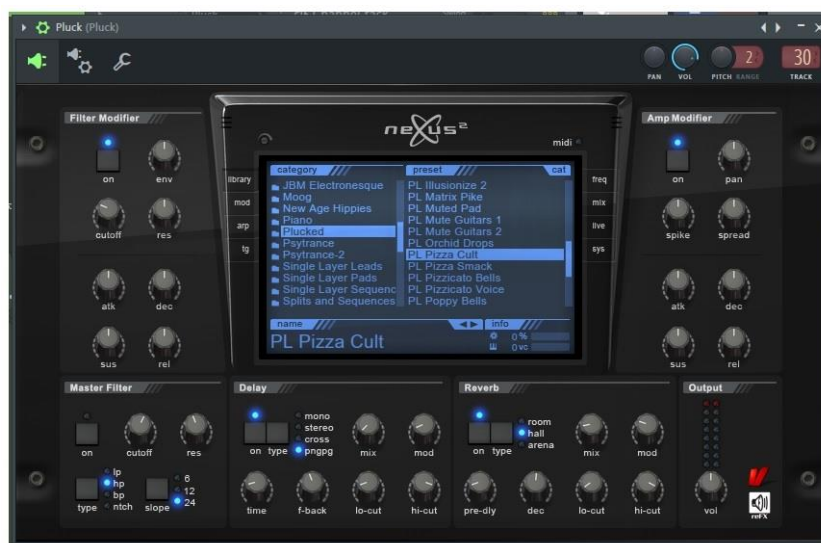 Pluck (Pluck)
2
30
PAN VOL PITCH RANGE TRACK
Filter Modifier
on env
cutoff res
atk dec
sus rel
nexus²
midi
library
mod
arp
tg
category
JBM Electronesque
Moog
New Age Hippies
Piano
Plucked
Psytrance
Psytrance-2
Single Layer Leads
Single Layer Pads
Single Layer Sequenc
Splits and Sequences
preset cat
PL Illusionize 2
PL Matrix Pike
PL Muted Pad
PL Mute Guitars 1
PL Mute Guitars 2
PL Orchid Drops
PL Pizza Cult
PL Pizza Smack
PL Pizzicato Bells
PL Pizzicato Voice
PL Poppy Bells
name
PL Pizza Cult
info
0 %
0 vc
freq
mix
live
sys
Amp Modifier
on pan
spike spread
atk dec
sus rel
Master Filter
on cutoff res
lp
hp
bp
ntch
type
6
12
24
slope
Delay
mono
stereo
cross
pngpg
on type mix mod
time f-back lo-cut hi-cut
Reverb
room
hall
arena
on type mix mod
pre-dly dec lo-cut hi-cut
Output
vol
reFX